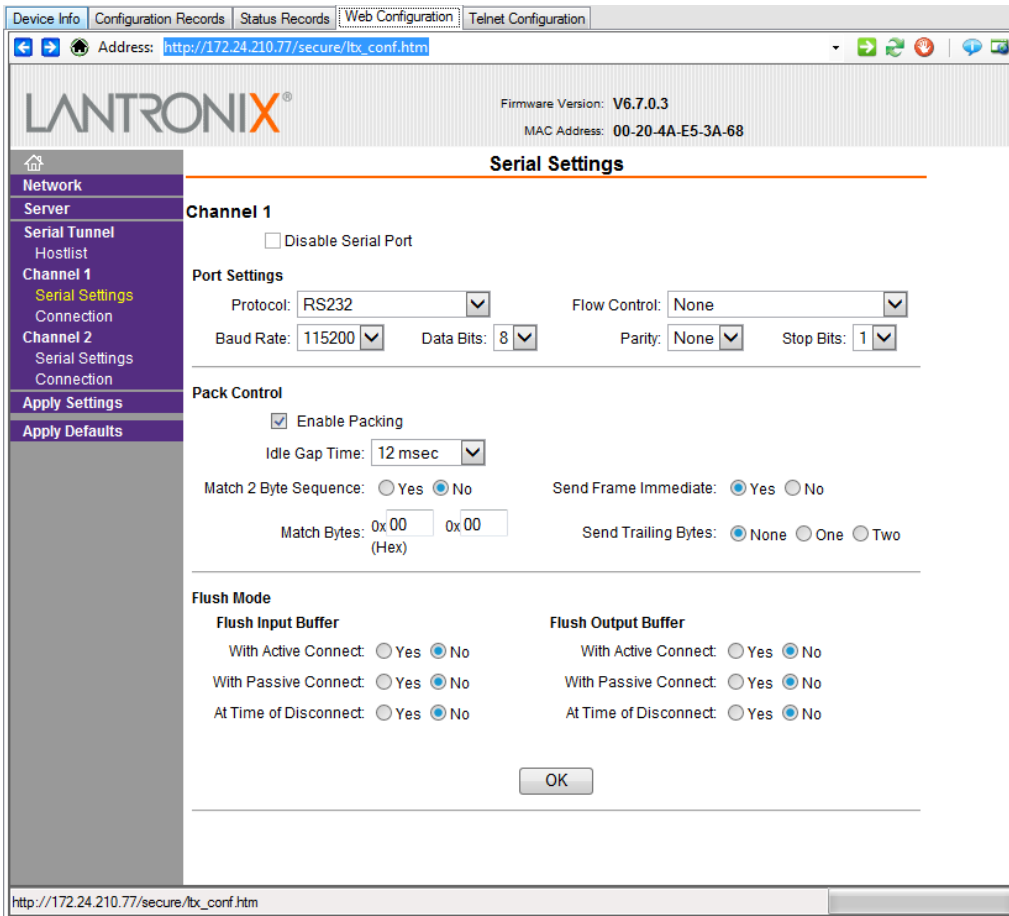 Device Info Configuration Records Status Records Web Configuration Telnet Configuration
Address: http://172.24.210.77/secure/ltx_conf.htm
LANTRONIX®
Firmware Version: V6.7.0.3
MAC Address: 00-20-4A-E5-3A-68
Network
Server
Serial Tunnel
Hostlist
Channel 1
Serial Settings
Connection
Channel 2
Serial Settings
Connection
Apply Settings
Apply Defaults
Serial Settings
Channel 1
Disable Serial Port
Port Settings
Protocol: RS232 Flow Control: None
Baud Rate: 115200 Data Bits: 8 Parity: None Stop Bits: 1
Pack Control
Enable Packing
Idle Gap Time: 12 msec
Match 2 Byte Sequence: Yes No Send Frame Immediate: Yes No
Match Bytes: 0x 00 0x 00 Send Trailing Bytes: None One Two
(Hex)
Flush Mode
Flush Input Buffer Flush Output Buffer
With Active Connect: Yes No With Active Connect: Yes No
With Passive Connect: Yes No With Passive Connect: Yes No
At Time of Disconnect: Yes No At Time of Disconnect: Yes No
OK
http://172.24.210.77/secure/ltx_conf.htm